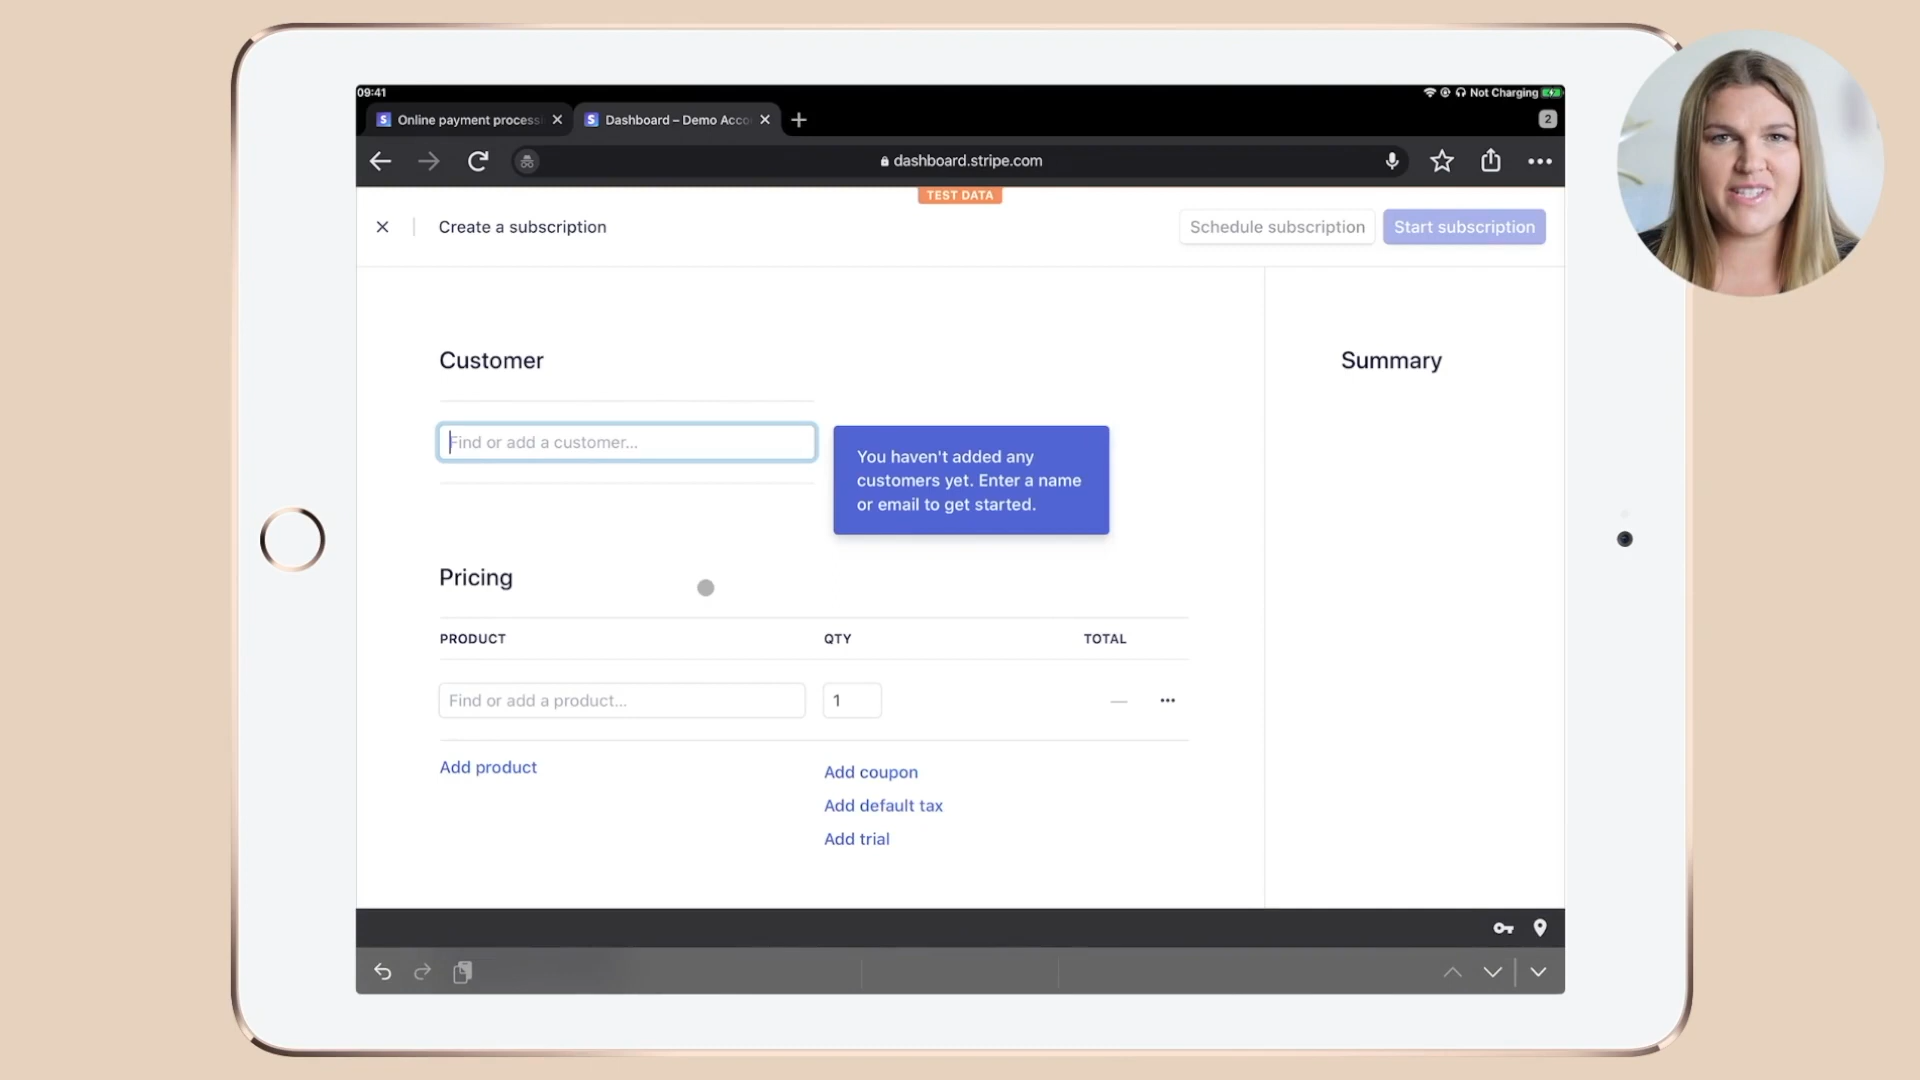 09:41
Not Charging
Online payment process
Dashboard – Demo Acco
2
dashboard.stripe.com
TEST DATA
Create a subscription
Schedule subscription
Start subscription
Customer
Summary
Find or add a customer...
You haven't added any
customers yet. Enter a name
or email to get started.
Pricing
PRODUCT QTY TOTAL
Find or add a product... 1 —
Add product
Add coupon
Add default tax
Add trial